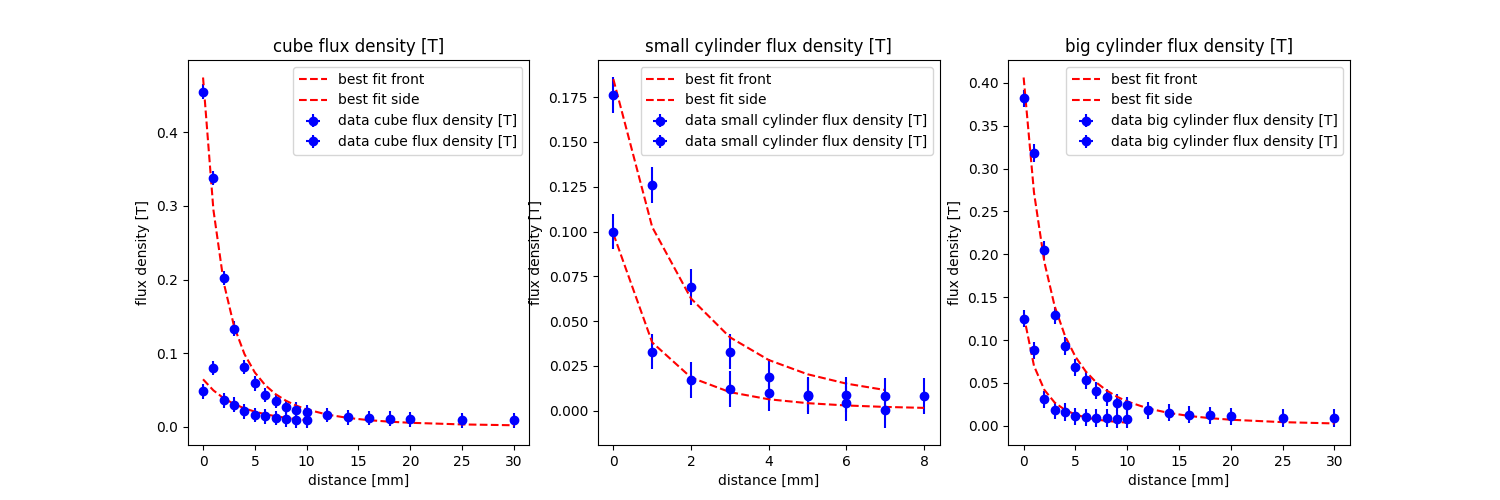 cube flux density [T]
flux density [T]
0.4
0.3
0.2
0.1
0.0
best fit front
best fit side
data cube flux density [T]
data cube flux density [T]
0 5 10 15 20 25 30
distance [mm]
small cylinder flux density [T]
flux density [T]
0.175
0.150
0.125
0.100
0.075
0.050
0.025
0.000
best fit front
best fit side
data small cylinder flux density [T]
data small cylinder flux density [T]
0 2 4 6 8
distance [mm]
big cylinder flux density [T]
flux density [T]
0.40
0.35
0.30
0.25
0.20
0.15
0.10
0.05
0.00
best fit front
best fit side
data big cylinder flux density [T]
data big cylinder flux density [T]
0 5 10 15 20 25 30
distance [mm]